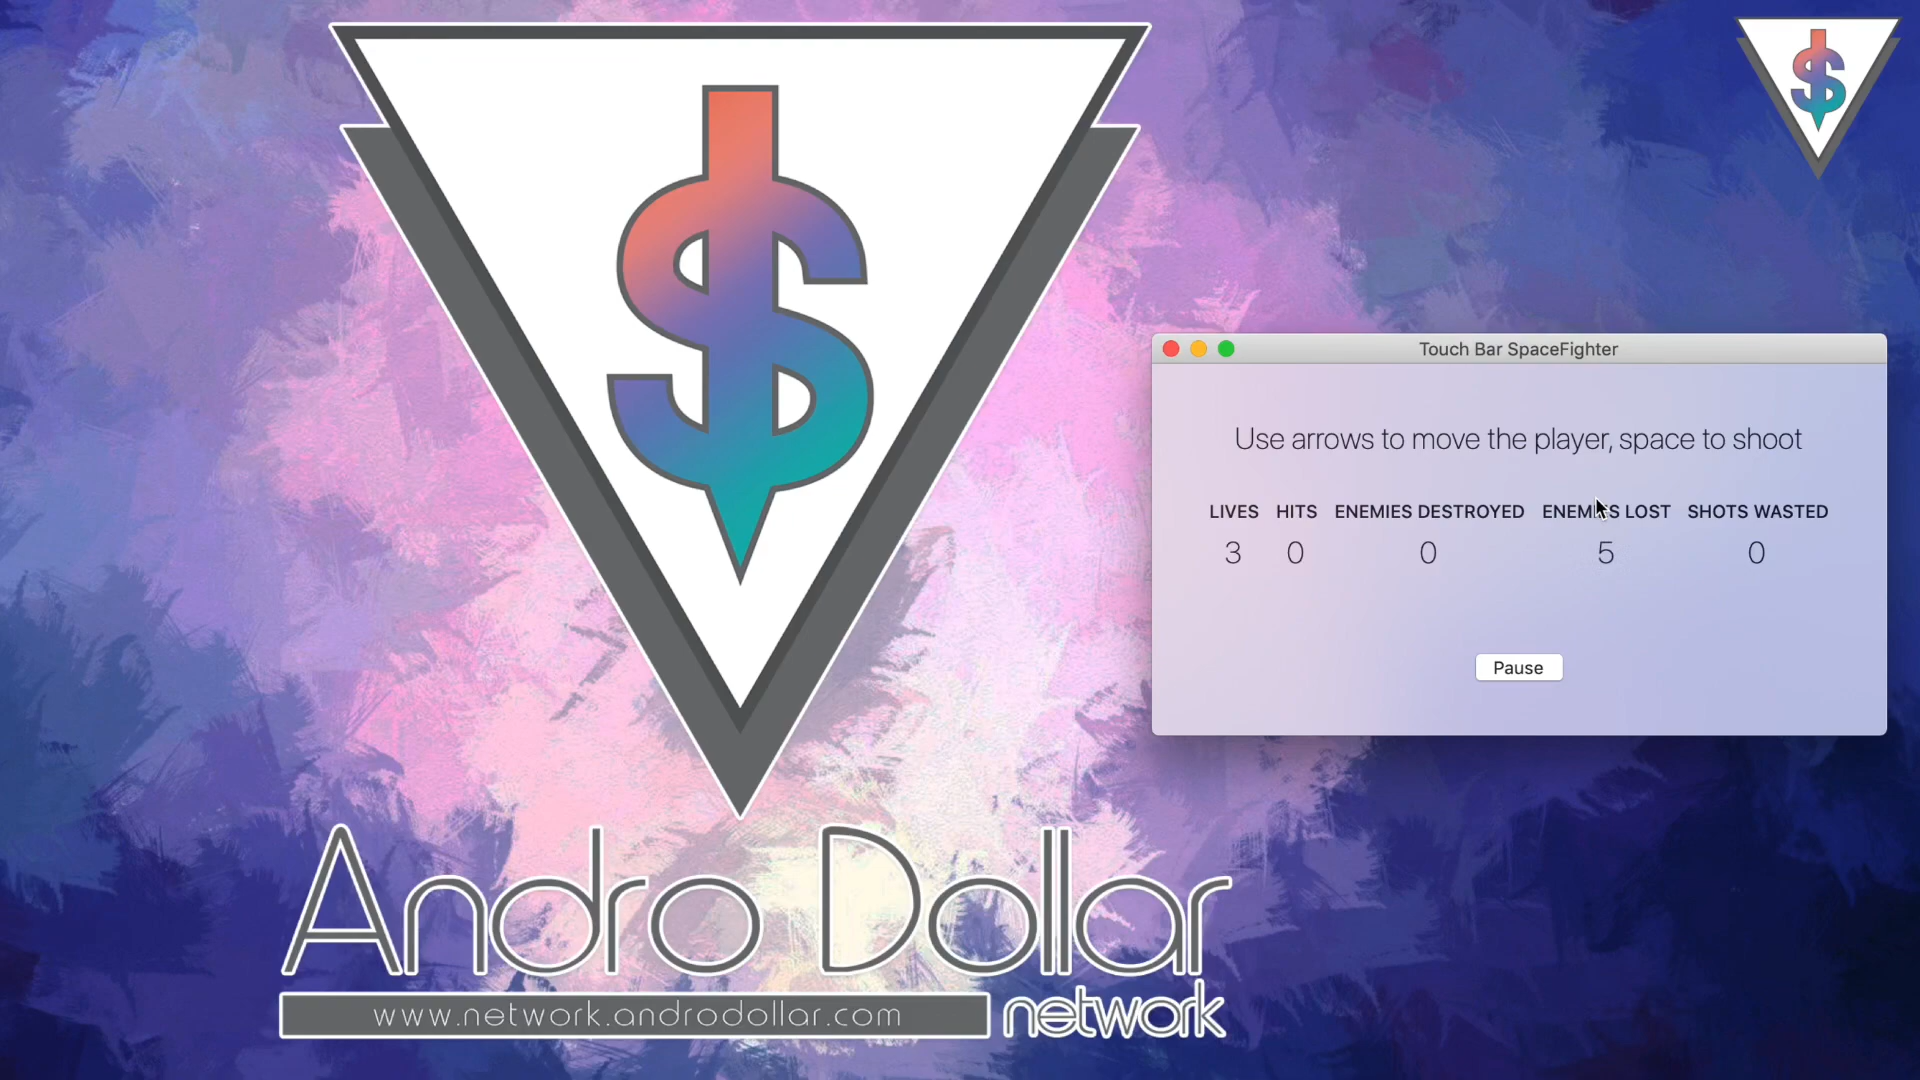 Touch Bar SpaceFighter
Use arrows to move the player, space to shoot
LIVES HITS ENEMIES DESTROYED ENEMIES LOST SHOTS WASTED
3 0 0 5 0
Pause
Andro Dollar
www.network.androdollar.com network